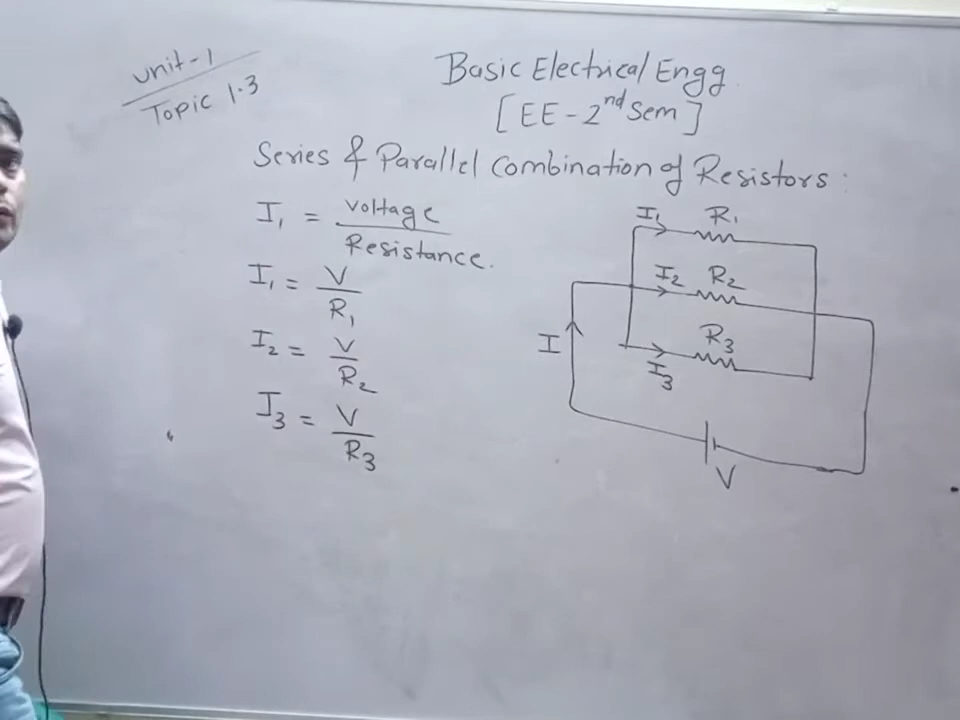 unit-1
Topic 1.3
Basic Electrical Engg
[EE-2nd Sem]
Series & Parallel Combination of Resistors:
I1 = voltage / Resistance.
I1 = V / R1
I2 = V / R2
I3 = V / R3
I1 R1
I2 R2
R3
I3
I
V